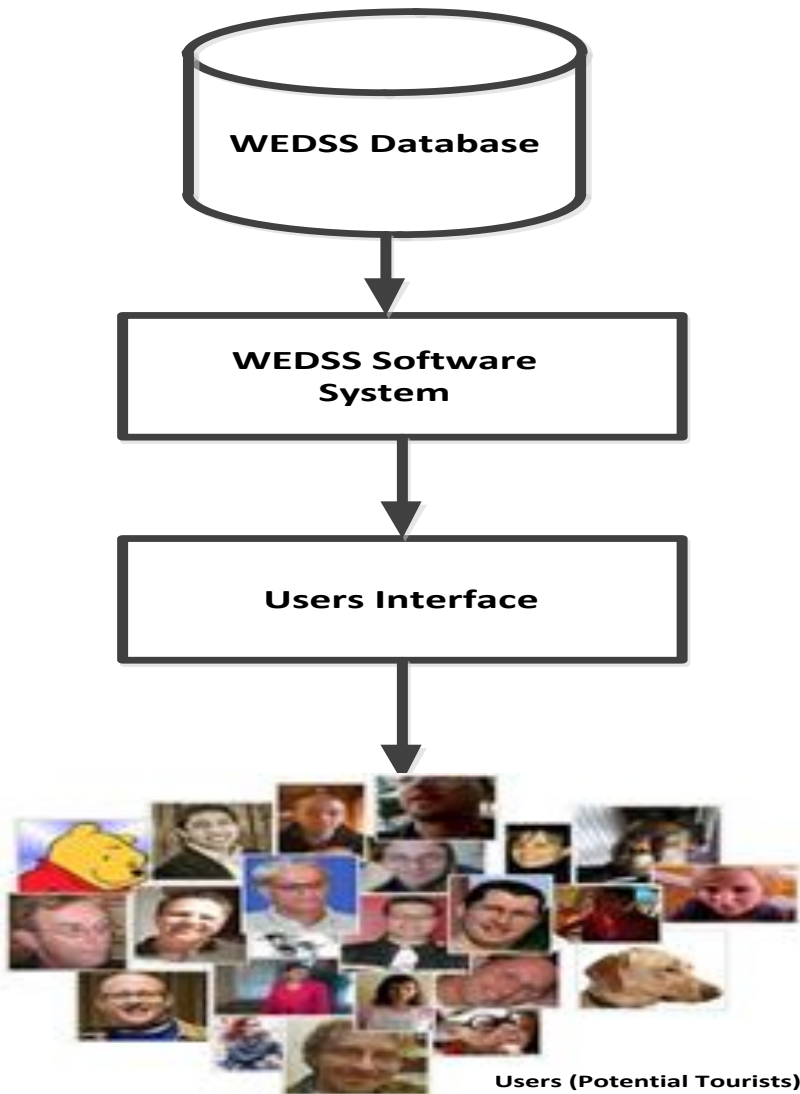 WEDSS Database
WEDSS Software
System
Users Interface
Users (Potential Tourists)